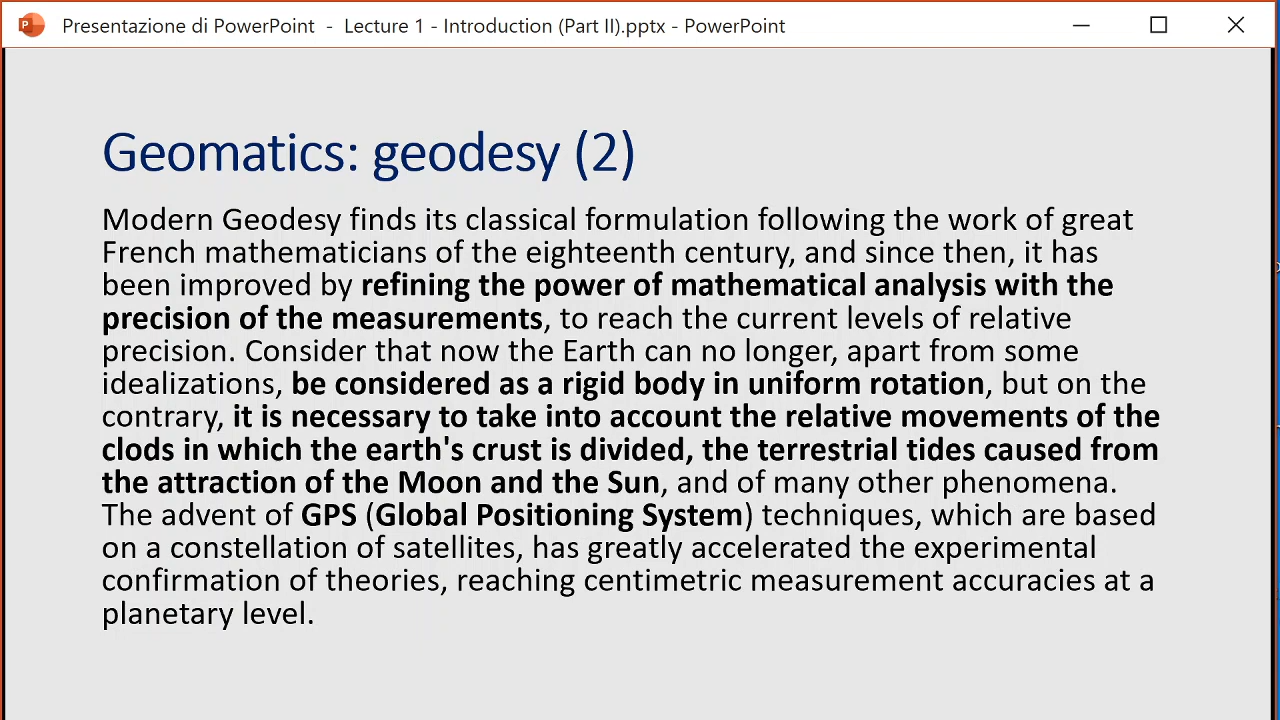 Presentazione di PowerPoint - Lecture 1 - Introduction (Part II).pptx - PowerPoint
Geomatics: geodesy (2)
Modern Geodesy finds its classical formulation following the work of great
French mathematicians of the eighteenth century, and since then, it has
been improved by refining the power of mathematical analysis with the
precision of the measurements, to reach the current levels of relative
precision. Consider that now the Earth can no longer, apart from some
idealizations, be considered as a rigid body in uniform rotation, but on the
contrary, it is necessary to take into account the relative movements of the
clods in which the earth's crust is divided, the terrestrial tides caused from
the attraction of the Moon and the Sun, and of many other phenomena.
The advent of GPS (Global Positioning System) techniques, which are based
on a constellation of satellites, has greatly accelerated the experimental
confirmation of theories, reaching centimetric measurement accuracies at a
planetary level.